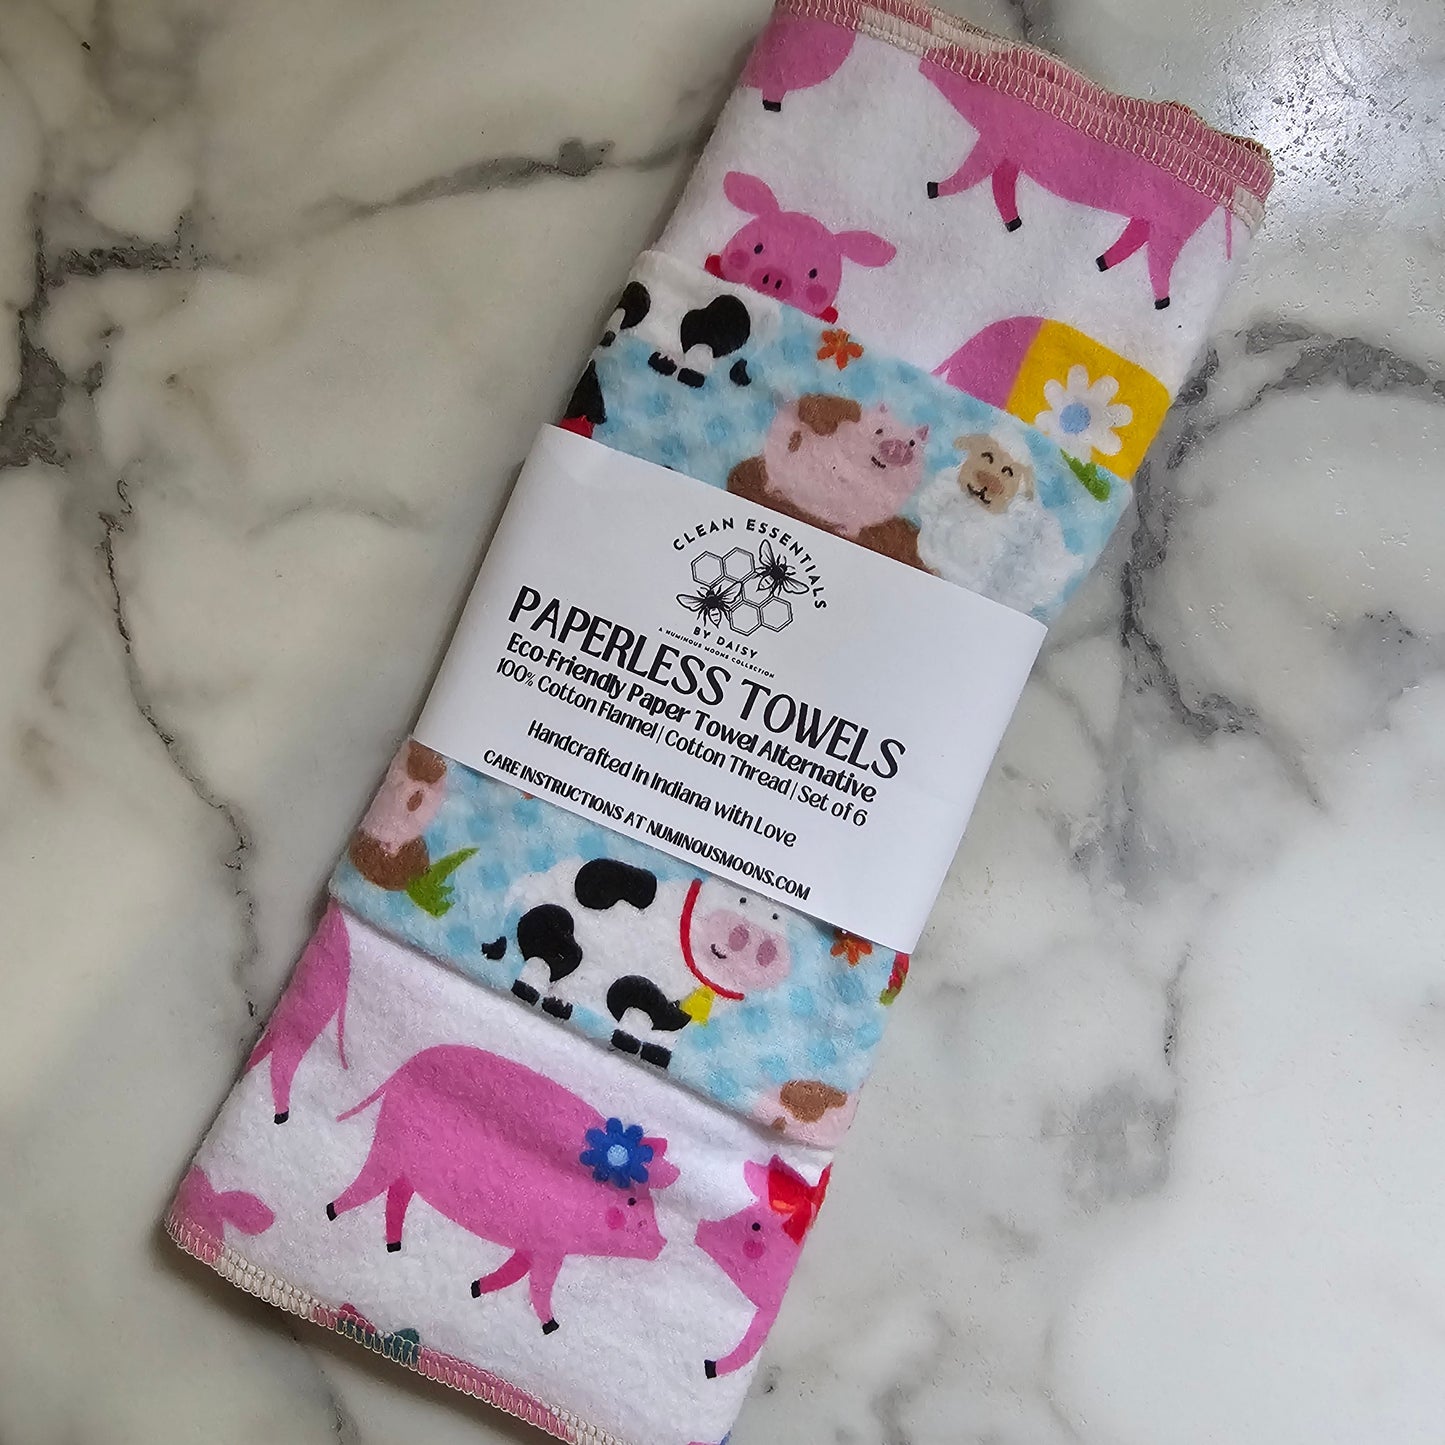 CLEAN ESSENTIALS
BY DAISY
A NUMINOUS MOONS COLLECTION
PAPERLESS TOWELS
Eco-Friendly Paper Towel Alternative
100% Cotton Flannel | Cotton Thread | Set of 6
Handcrafted in Indiana with Love
CARE INSTRUCTIONS AT NUMINOUSMOONS.COM